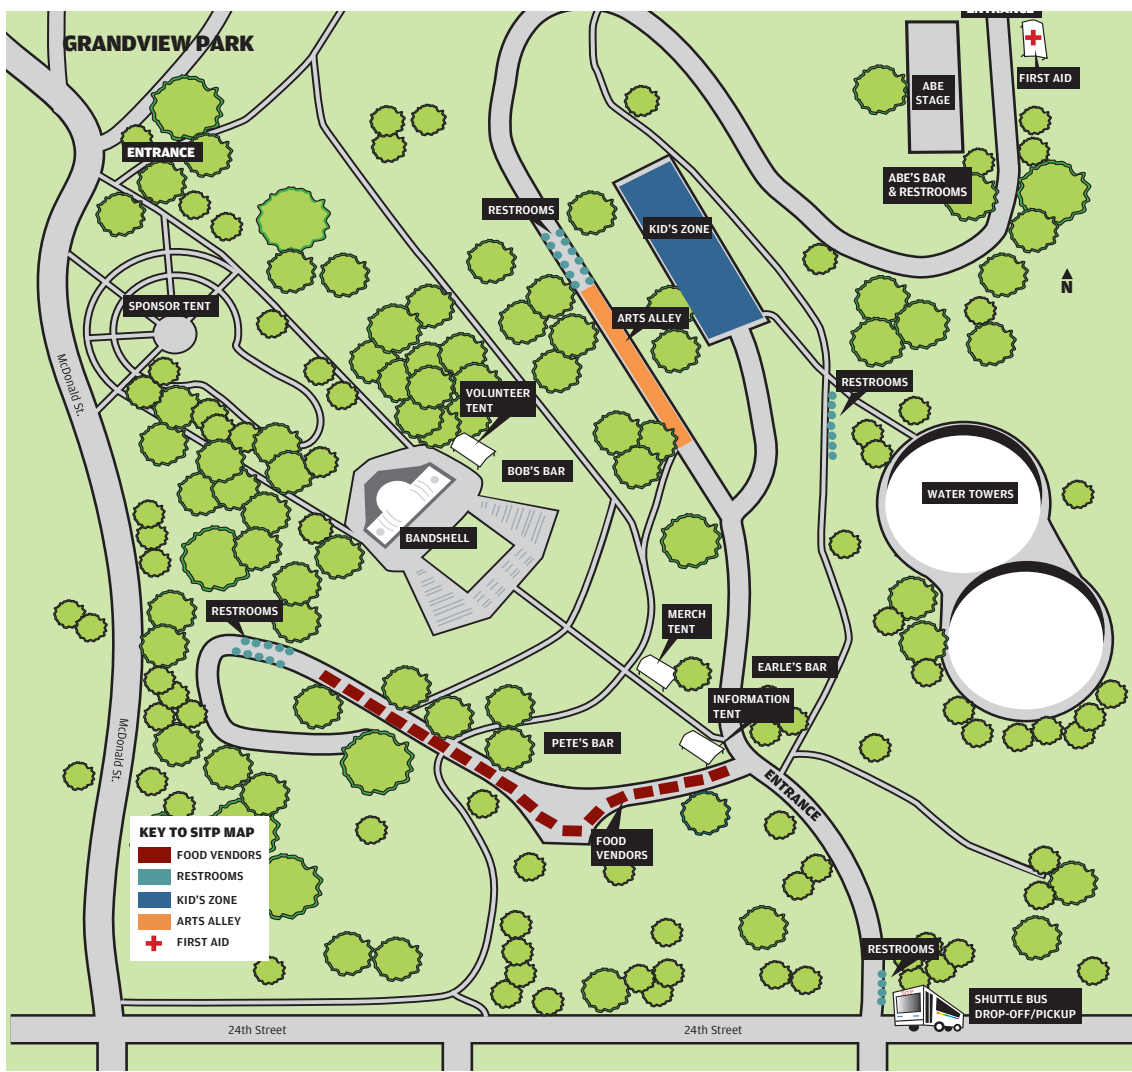 ENTRANCE
GRANDVIEW PARK
FIRST AID
ABE
STAGE
ENTRANCE
ABE'S BAR
& RESTROOMS
RESTROOMS
KID'S ZONE
N
SPONSOR TENT
ARTS ALLEY
McDonald St.
RESTROOMS
VOLUNTEER
TENT
BOB'S BAR
WATER TOWERS
BANDSHELL
RESTROOMS
MERCH
TENT
EARLE'S BAR
INFORMATION
TENT
McDonald St.
PETE'S BAR
ENTRANCE
FOOD
VENDORS
KEY TO SITP MAP
FOOD VENDORS
RESTROOMS
KID'S ZONE
ARTS ALLEY
FIRST AID
RESTROOMS
SHUTTLE BUS
DROP-OFF/PICKUP
24th Street
24th Street